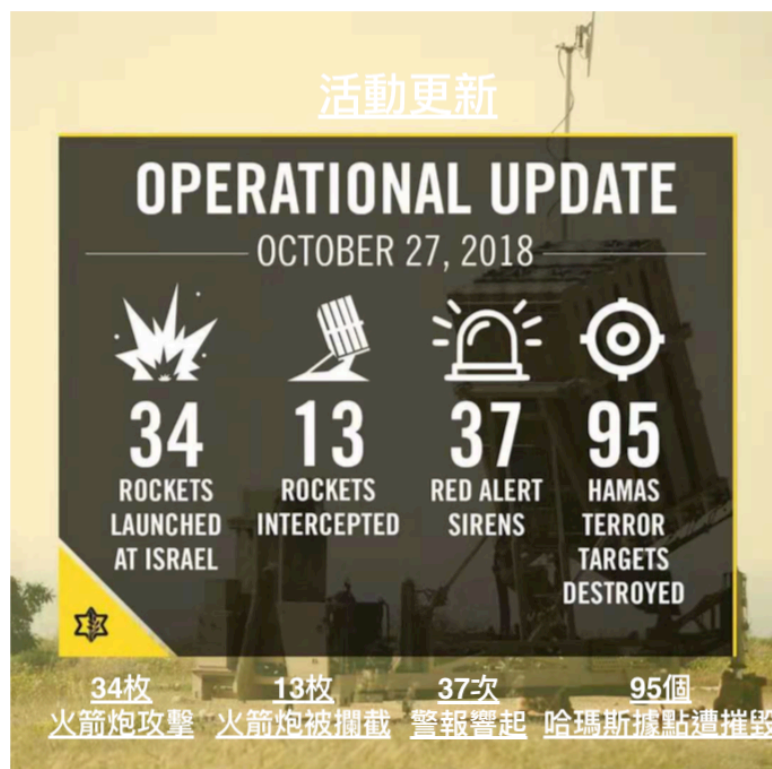 活動更新
OPERATIONAL UPDATE
OCTOBER 27, 2018
34
ROCKETS
LAUNCHED
AT ISRAEL
13
ROCKETS
INTERCEPTED
37
RED ALERT
SIRENS
95
HAMAS
TERROR
TARGETS
DESTROYED
34枚
火箭炮攻擊
13枚
火箭炮被攔截
37次
警報響起
95個
哈瑪斯據點遭摧毀